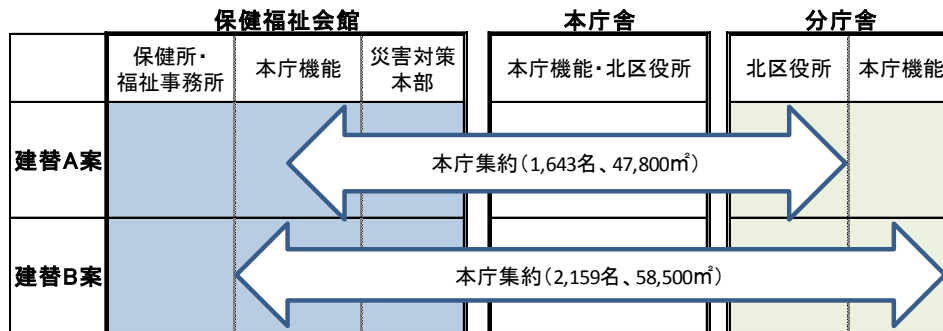 保健福祉会館 本庁舎 分庁舎
保健所・
福祉事務所
本庁機能
災害対策
本部
本庁機能・北区役所
北区役所
本庁機能
建替A案
本庁集約(1,643名、47,800㎡)
建替B案
本庁集約(2,159名、58,500㎡)